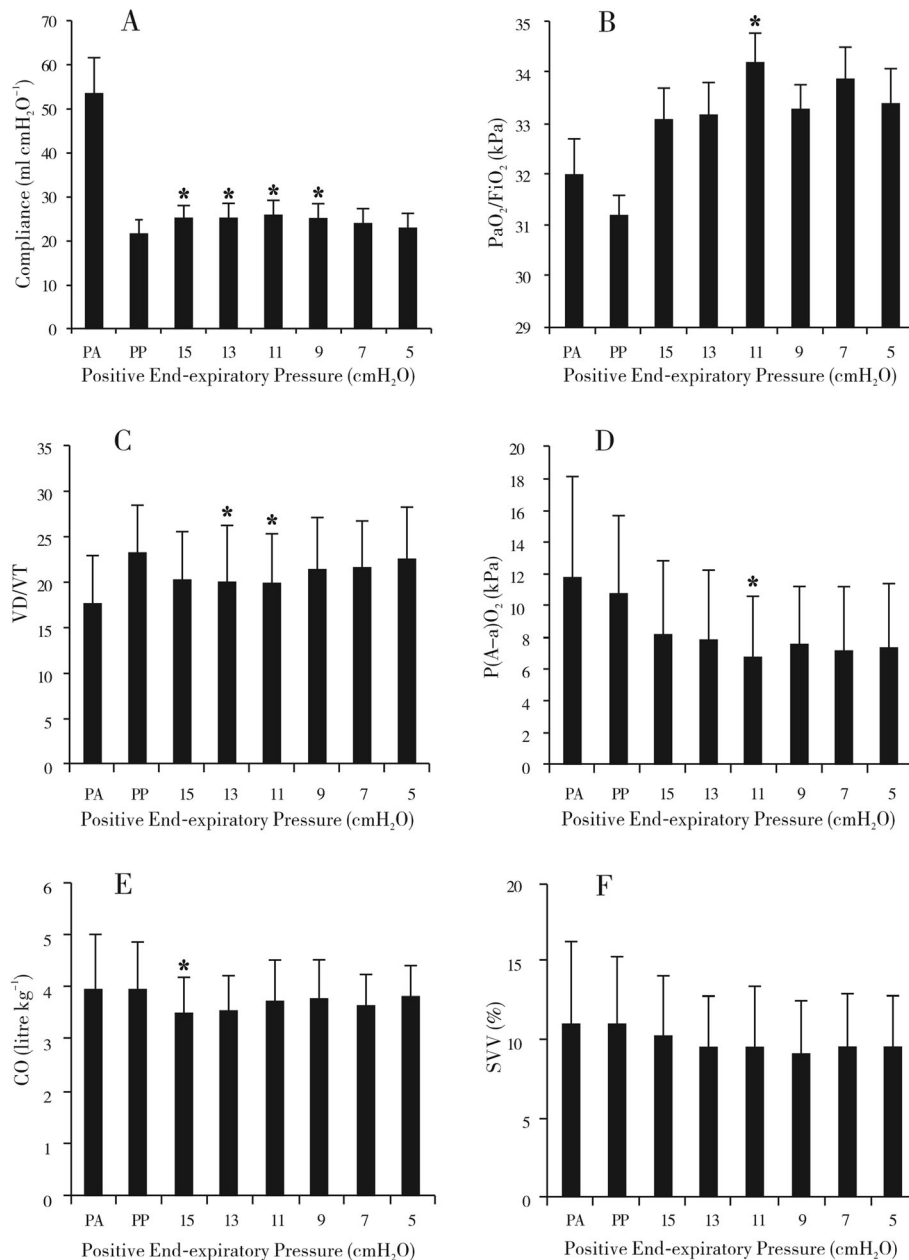 A
Compliance (ml cmH₂O⁻¹)
70
60
50
40
30
20
10
0
*
*
*
*
PA PP 15 13 11 9 7 5
Positive End-expiratory Pressure (cmH₂O)
B
PaO₂/FiO₂ (kPa)
35
34
33
32
31
30
29
*
PA PP 15 13 11 9 7 5
Positive End-expiratory Pressure (cmH₂O)
C
VD/VT
35
30
25
20
15
10
5
0
*
*
PA PP 15 13 11 9 7 5
Positive End-expiratory Pressure (cmH₂O)
D
P(A-a)O₂ (kPa)
20
18
16
14
12
10
8
6
4
2
0
*
PA PP 15 13 11 9 7 5
Positive End-expiratory Pressure (cmH₂O)
E
CO (litre kg⁻¹)
6
5
4
3
2
1
0
*
PA PP 15 13 11 9 7 5
Positive End-expiratory Pressure (cmH₂O)
F
SVV (%)
20
15
10
5
0
PA PP 15 13 11 9 7 5
Positive End-expiratory Pressure (cmH₂O)